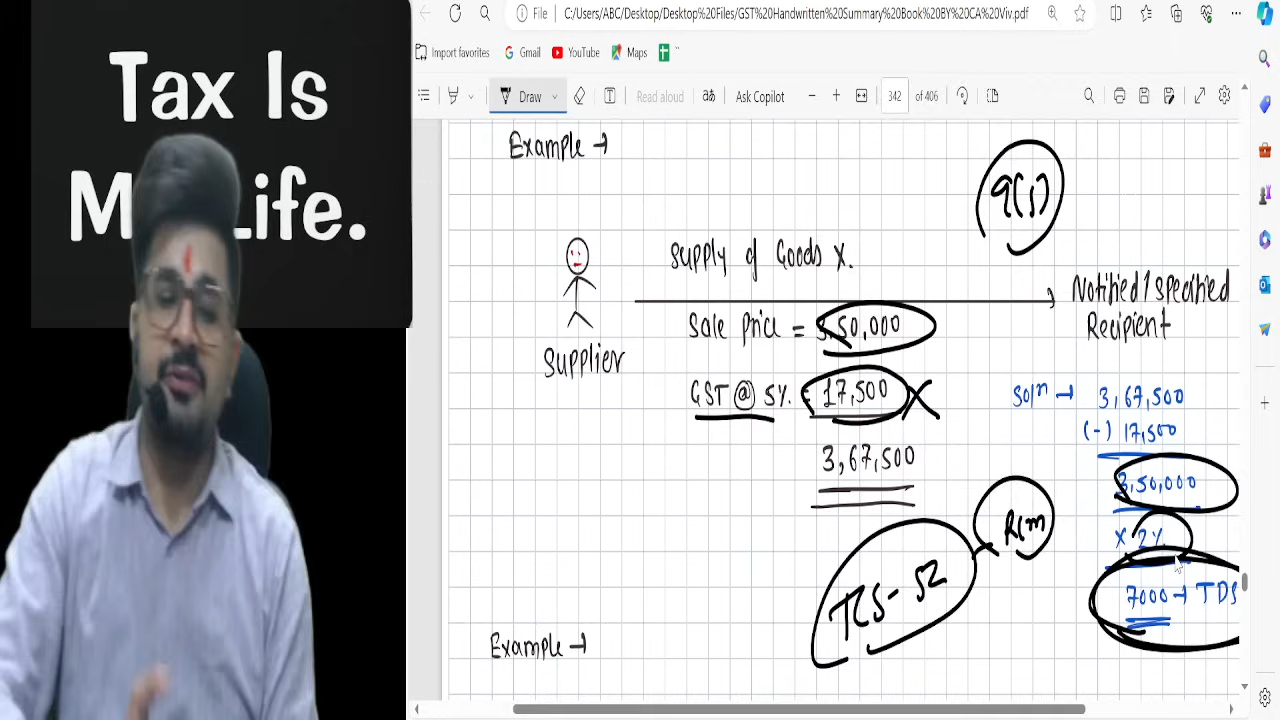 Tax Is
My Life.
File
C:/Users/ABC/Desktop/Desktop%20Files/GST%20Handwritten%20Summary%20Book%20BY%20CA%20Viv.pdf
Import favorites
Gmail
YouTube
Maps
Draw
Read aloud
Ask Copilot
342 of 406
Example →
9(5)
Supply of Goods X.
Notified / Specified
Recipient
Supplier
Sale Price = 3,50,000
GST @ 5% = 17,500 X
3,67,500
Sol^n → 3,67,500
(-) 17,500
3,50,000
X 2%
7000 → TDS
TCS - 52
RCM
Example →